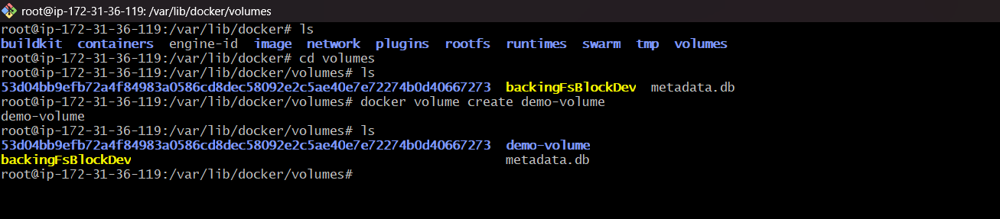 root@ip-172-31-36-119: /var/lib/docker/volumes
root@ip-172-31-36-119:/var/lib/docker# ls
buildkit containers engine-id image network plugins rootfs runtimes swarm tmp volumes
root@ip-172-31-36-119:/var/lib/docker# cd volumes
root@ip-172-31-36-119:/var/lib/docker/volumes# ls
53d04bb9efb72a4f84983a0586cd8dec58092e2c5ae40e7e72274b0d40667273 backingFsBlockDev metadata.db
root@ip-172-31-36-119:/var/lib/docker/volumes# docker volume create demo-volume
demo-volume
root@ip-172-31-36-119:/var/lib/docker/volumes# ls
53d04bb9efb72a4f84983a0586cd8dec58092e2c5ae40e7e72274b0d40667273 demo-volume
backingFsBlockDev metadata.db
root@ip-172-31-36-119:/var/lib/docker/volumes#